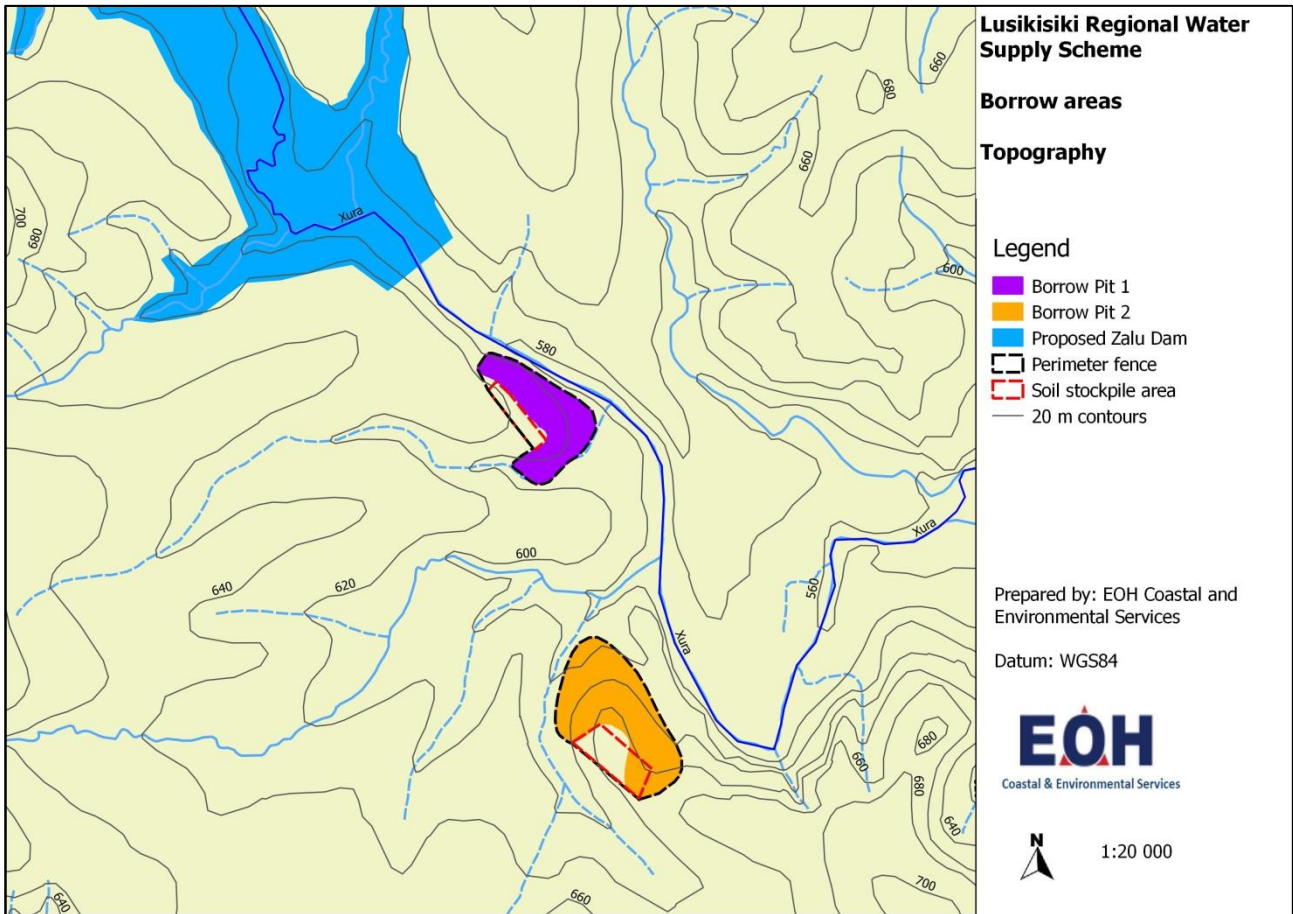 Lusikisiki Regional Water
Supply Scheme
Borrow areas
Topography
Legend
Borrow Pit 1
Borrow Pit 2
Proposed Zalu Dam
Perimeter fence
Soil stockpile area
20 m contours
Prepared by: EOH Coastal and
Environmental Services
Datum: WGS84
EOH
Coastal & Environmental Services
N
1:20 000
660
680
660
700
680
Xura
600
580
Xura
600
640
620
560
Xura
680
660
680
640
660
640
700